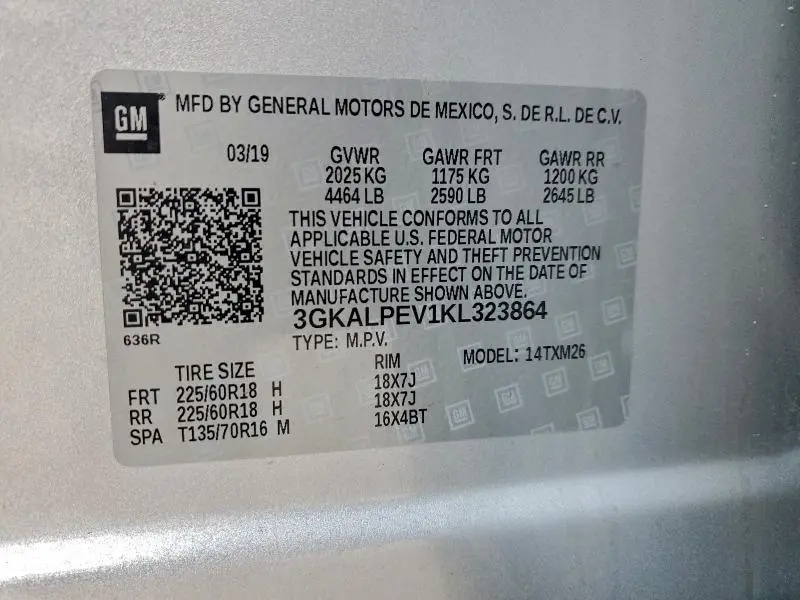 GM
MFD BY GENERAL MOTORS DE MEXICO, S. DE R.L. DE C.V.
03/19 GVWR GAWR FRT GAWR RR
2025 KG 1175 KG 1200 KG
4464 LB 2590 LB 2645 LB
THIS VEHICLE CONFORMS TO ALL
APPLICABLE U.S. FEDERAL MOTOR
VEHICLE SAFETY AND THEFT PREVENTION
STANDARDS IN EFFECT ON THE DATE OF
MANUFACTURE SHOWN ABOVE.
3GKALPEV1KL323864
636R
TYPE: M.P.V. MODEL: 14TXM26
TIRE SIZE RIM
FRT 225/60R18 H 18X7J
RR 225/60R18 H 18X7J
SPA T135/70R16 M 16X4BT